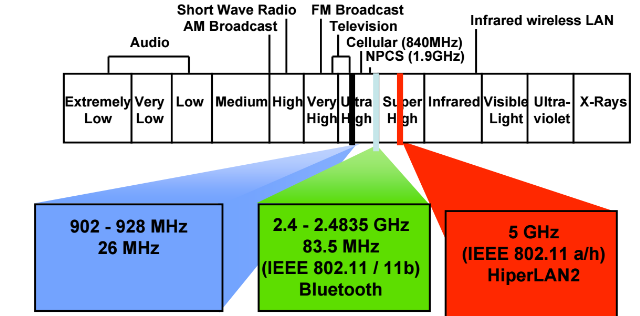 Short Wave Radio
FM Broadcast
AM Broadcast
Television
Infrared wireless LAN
Audio
Cellular (840MHz)
NPCS (1.9GHz)
Extremely
Low
Very
Low
Low
Medium
High
Very
High
Ultra
High
Super
High
Infrared
Visible
Light
Ultra-
violet
X-Rays
902 - 928 MHz
26 MHz
2.4 - 2.4835 GHz
83.5 MHz
(IEEE 802.11 / 11b)
Bluetooth
5 GHz
(IEEE 802.11 a/h)
HiperLAN2